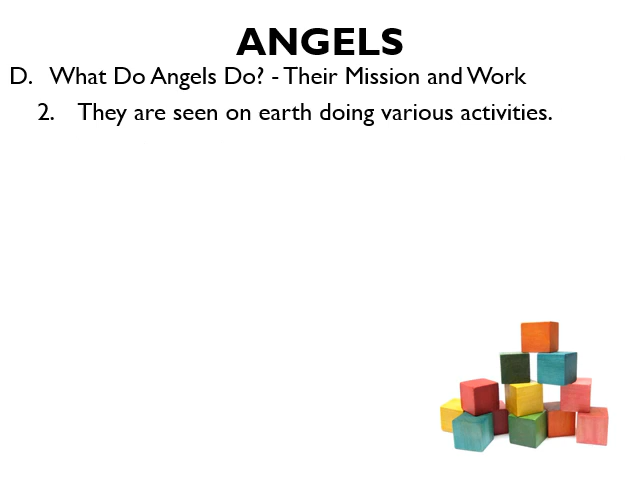 ANGELS
D. What Do Angels Do? - Their Mission and Work
2. They are seen on earth doing various activities.